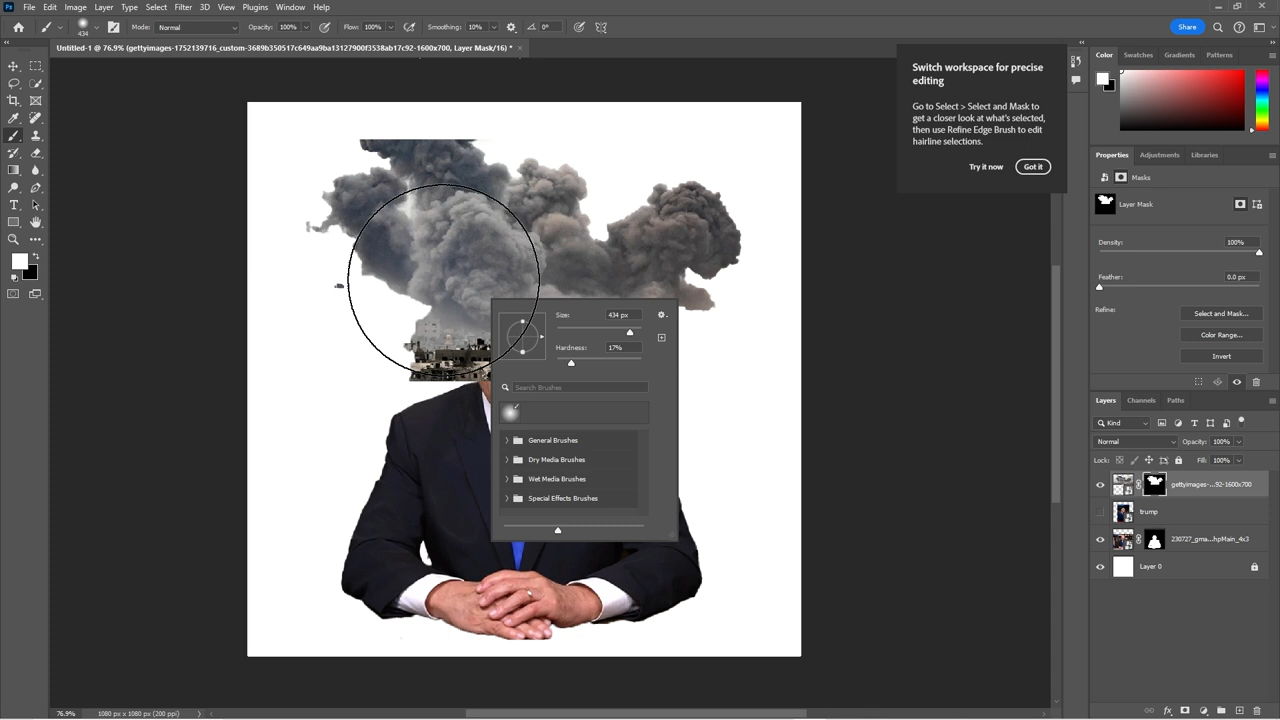 Ps File Edit Image Layer Type Select Filter 3D View Plugins Window Help
434 Mode: Normal Opacity: 100% Flow: 100% Smoothing: 10% 0° Share
Untitled-1 @ 76.9% (gettyimages-1752139716_custom-3689b350517c649aa9ba13127900f3538ab17c92-1600x700, Layer Mask/16) *
Switch workspace for precise
editing
Go to Select > Select and Mask to
get a closer look at what's selected,
then use Refine Edge Brush to edit
hairline selections.
Try it now Got it
Color Swatches Gradients Patterns
Properties Adjustments Libraries
Masks
Layer Mask
Density: 100%
Feather: 0.0 px
Refine: Select and Mask...
Color Range...
Invert
Size: 434 px
Hardness: 17%
Search Brushes
General Brushes
Dry Media Brushes
Wet Media Brushes
Special Effects Brushes
Layers Channels Paths
Kind
Normal Opacity: 100%
Lock: Fill: 100%
gettyimages-...92-1600x700
trump
230727_gma...hpMain_4x3
Layer 0
76.9% 1080 px x 1080 px (200 ppi)